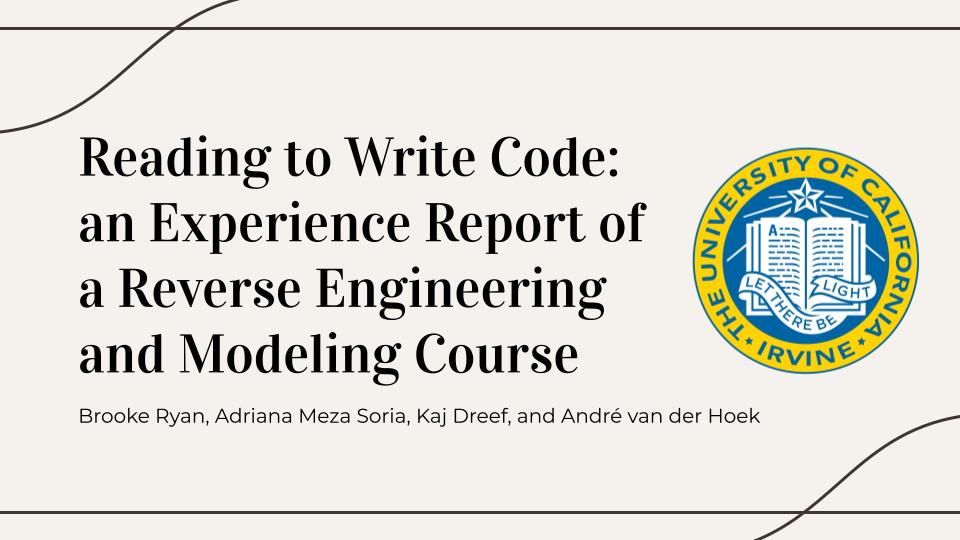 Reading to Write Code:
an Experience Report of
a Reverse Engineering
and Modeling Course
Brooke Ryan, Adriana Meza Soria, Kaj Dreef, and André van der Hoek
THE UNIVERSITY OF CALIFORNIA
IRVINE
A
LET THERE BE LIGHT